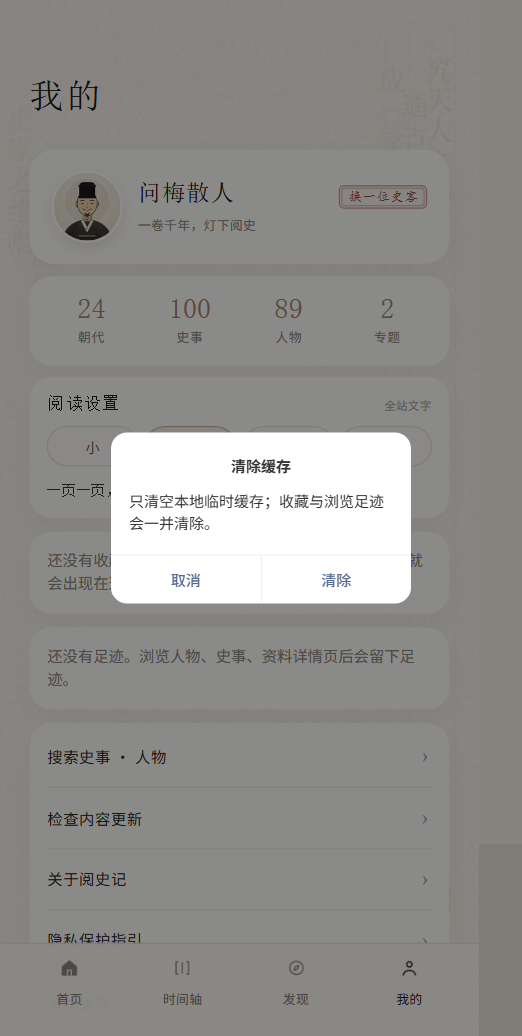 我的
问梅散人
换一位史客
一卷千年，灯下阅史
24
100
89
2
朝代
史事
人物
专题
阅读设置
全站文字
小
一页一页，
清除缓存
只清空本地临时缓存；收藏与浏览足迹
会一并清除。
取消
清除
还没有收
就
会出现在
还没有足迹。浏览人物、史事、资料详情页后会留下足
迹。
搜索史事 · 人物
检查内容更新
关于阅史记
隐私保护指引
首页
时间轴
发现
我的